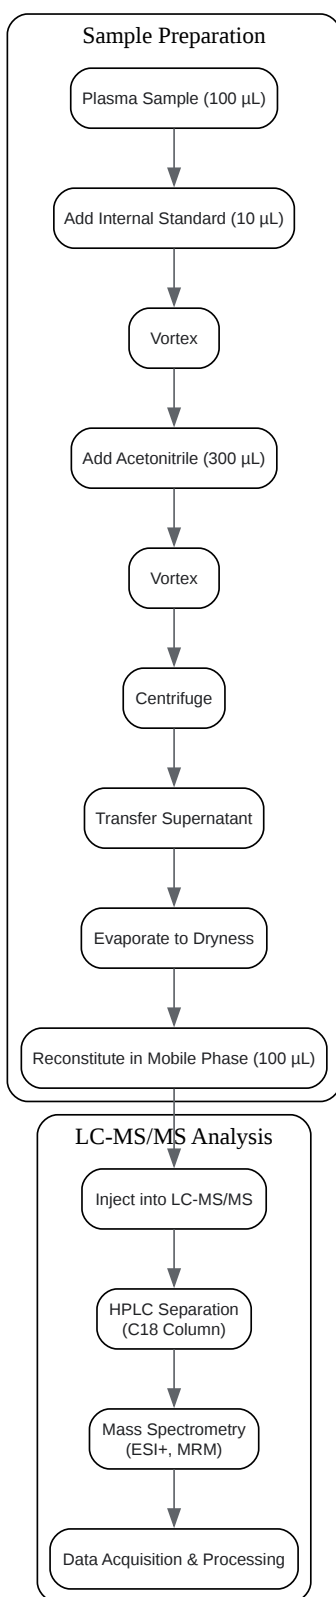 Sample Preparation
Plasma Sample (100 µL)
Add Internal Standard (10 µL)
Vortex
Add Acetonitrile (300 µL)
Vortex
Centrifuge
Transfer Supernatant
Evaporate to Dryness
Reconstitute in Mobile Phase (100 µL)
LC-MS/MS Analysis
Inject into LC-MS/MS
HPLC Separation
(C18 Column)
Mass Spectrometry
(ESI+, MRM)
Data Acquisition & Processing